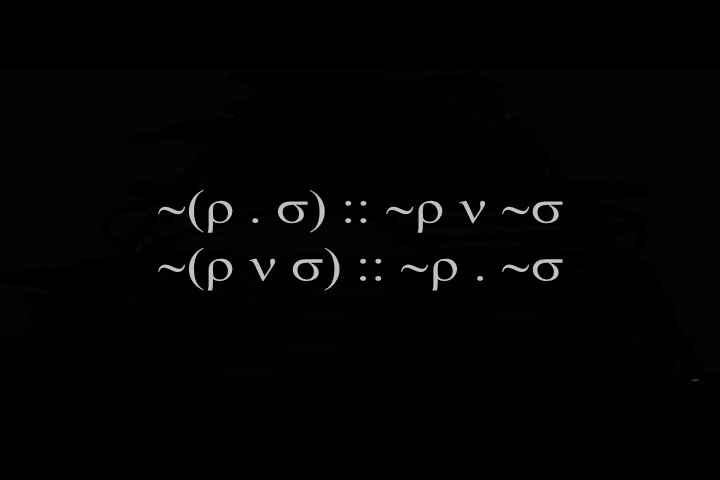 ~(ρ . σ) :: ~ρ ν ~σ
~(ρ ν σ) :: ~ρ . ~σ